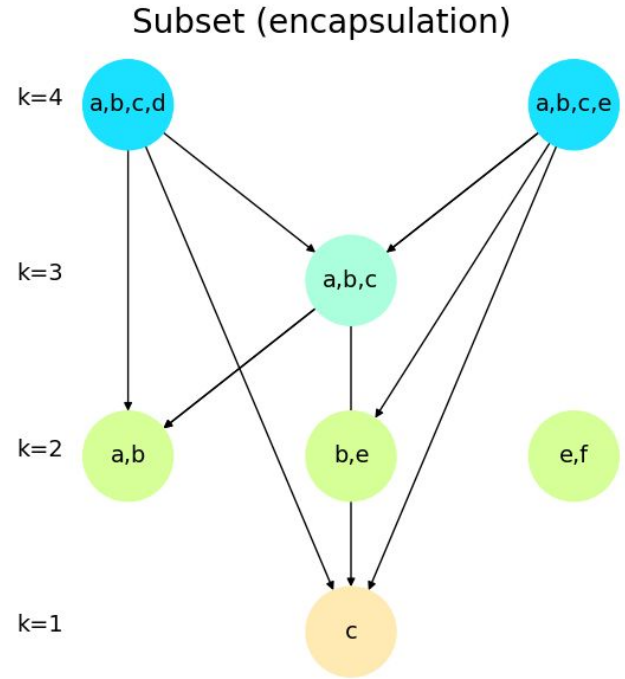 Subset (encapsulation)
k=4
a,b,c,d
a,b,c,e
k=3
a,b,c
k=2
a,b
b,e
e,f
k=1
c